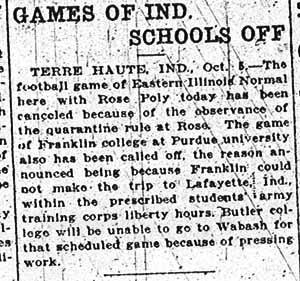 GAMES OF IND.
SCHOOLS OFF
TERRE HAUTE, IND., Oct. 5.—The
football game of Eastern Illinois Normal
here with Rose Poly today has been
canceled because of the observance of
the quarantine rule at Rose. The game
of Franklin college at Purdue university
also has been called off, the reason an-
nounced being because Franklin could
not make the trip to Lafayette, Ind.,
within the prescribed students' army
training corps liberty hours. Butler col-
lege will be unable to go to Wabash for
that scheduled game because of pressing
work.